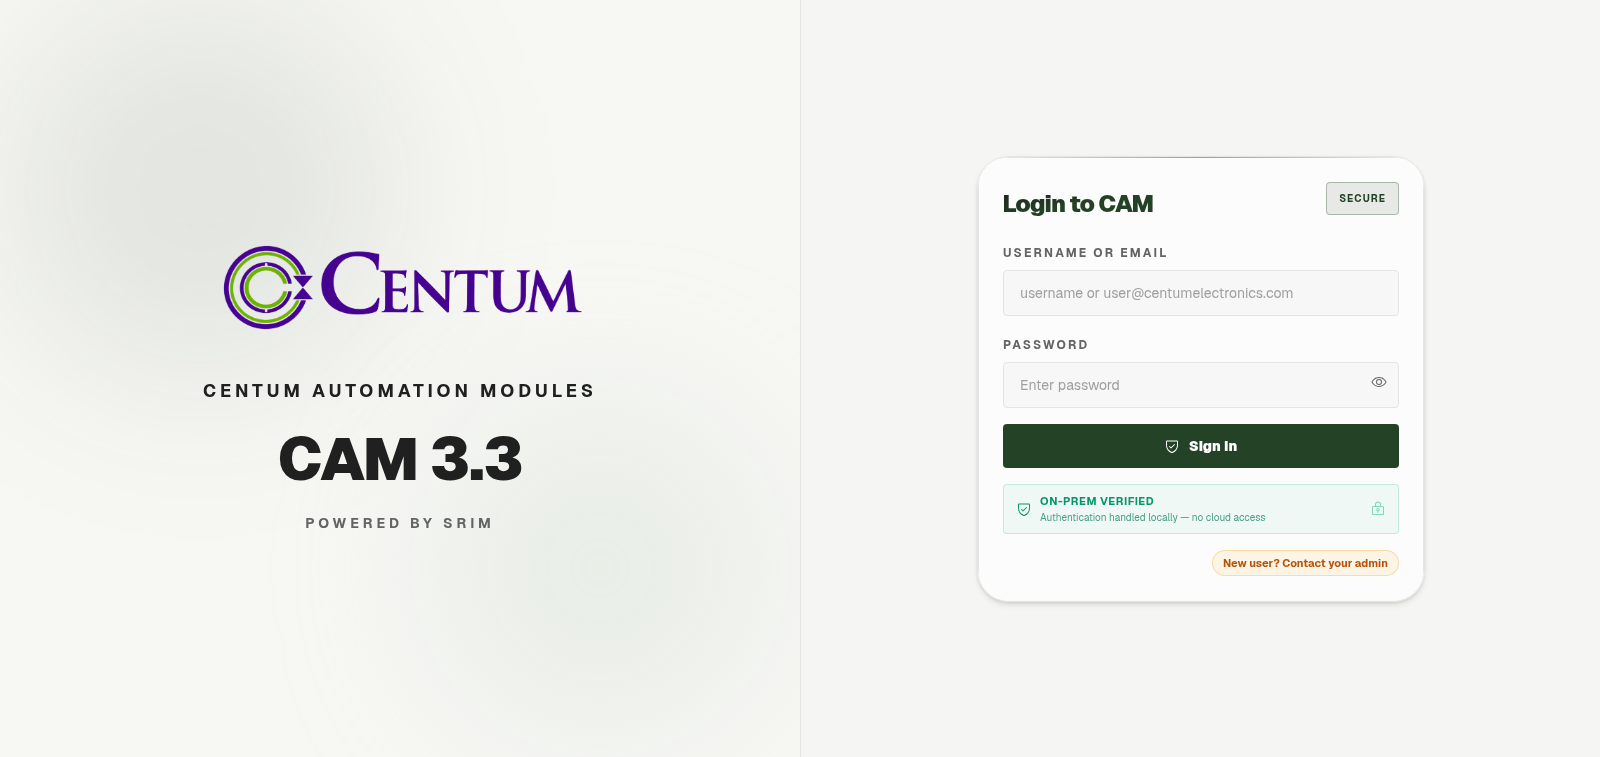 CENTUM
CENTUM AUTOMATION MODULES
CAM 3.3
POWERED BY SRIM
Login to CAM
SECURE
USERNAME OR EMAIL
username or user@centumelectronics.com
PASSWORD
Enter password
Sign in
ON-PREM VERIFIED
Authentication handled locally — no cloud access
New user? Contact your admin